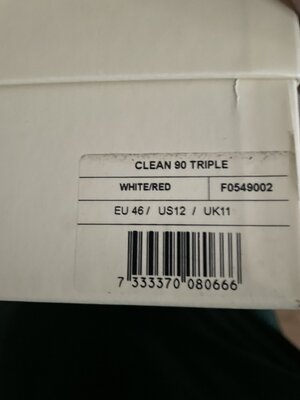 CLEAN 90 TRIPLE
WHITE/RED F0549002
EU 46 / US12 / UK11
7 333370 080666